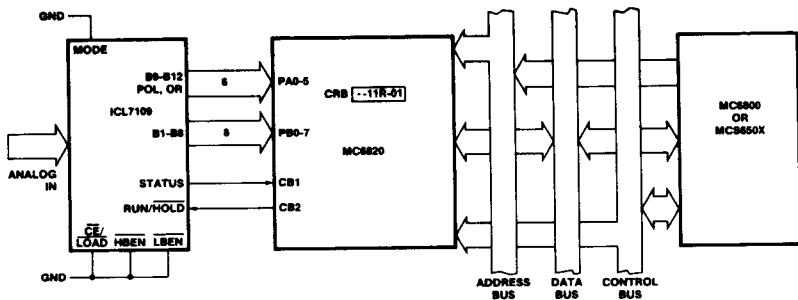 GND
MODE
B9-B12
POL, OR
6
PA0-5
ICL7109
CRB --11R-01
B1-B8
8
PB0-7
MC6820
MC6800
OR
MCS650X
ANALOG
IN
STATUS
CB1
RUN/HOLD
CB2
CE/
LOAD HBEN LBEN
GND
ADDRESS
BUS
DATA
BUS
CONTROL
BUS